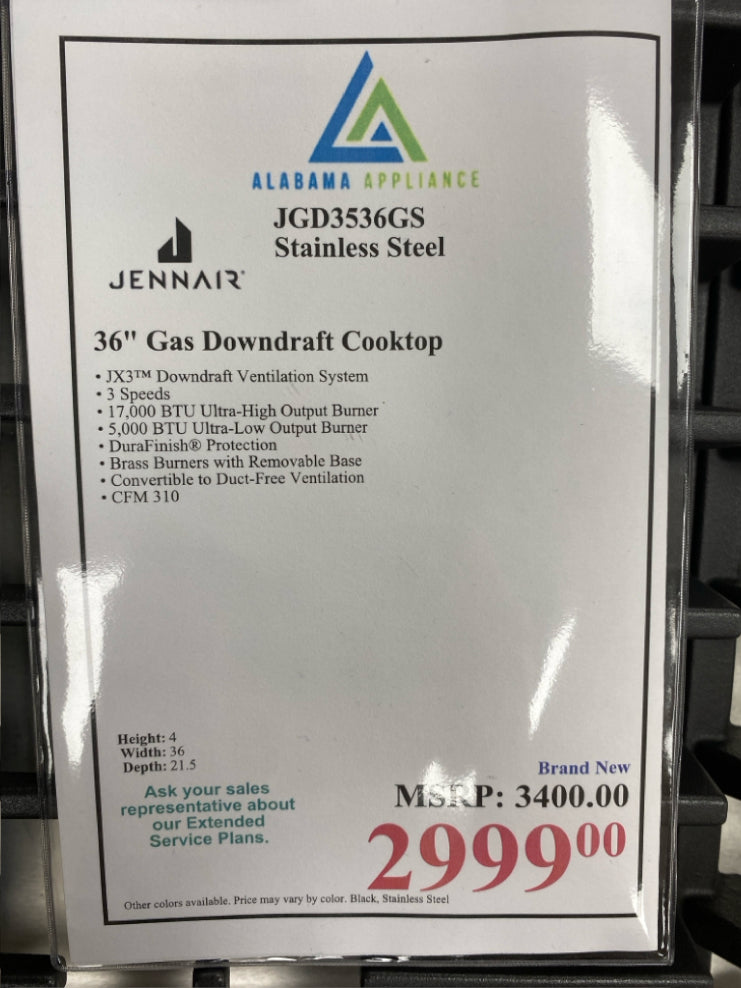 ALABAMA APPLIANCE
JGD3536GS
Stainless Steel
JENNAIR®
36" Gas Downdraft Cooktop
• JX3™ Downdraft Ventilation System
• 3 Speeds
• 17,000 BTU Ultra-High Output Burner
• 5,000 BTU Ultra-Low Output Burner
• DuraFinish® Protection
• Brass Burners with Removable Base
• Convertible to Duct-Free Ventilation
• CFM 310
Height: 4
Width: 36
Depth: 21.5
Ask your sales
representative about
our Extended
Service Plans.
Brand New
MSRP: 3400.00
2999⁰⁰
Other colors available. Price may vary by color. Black, Stainless Steel